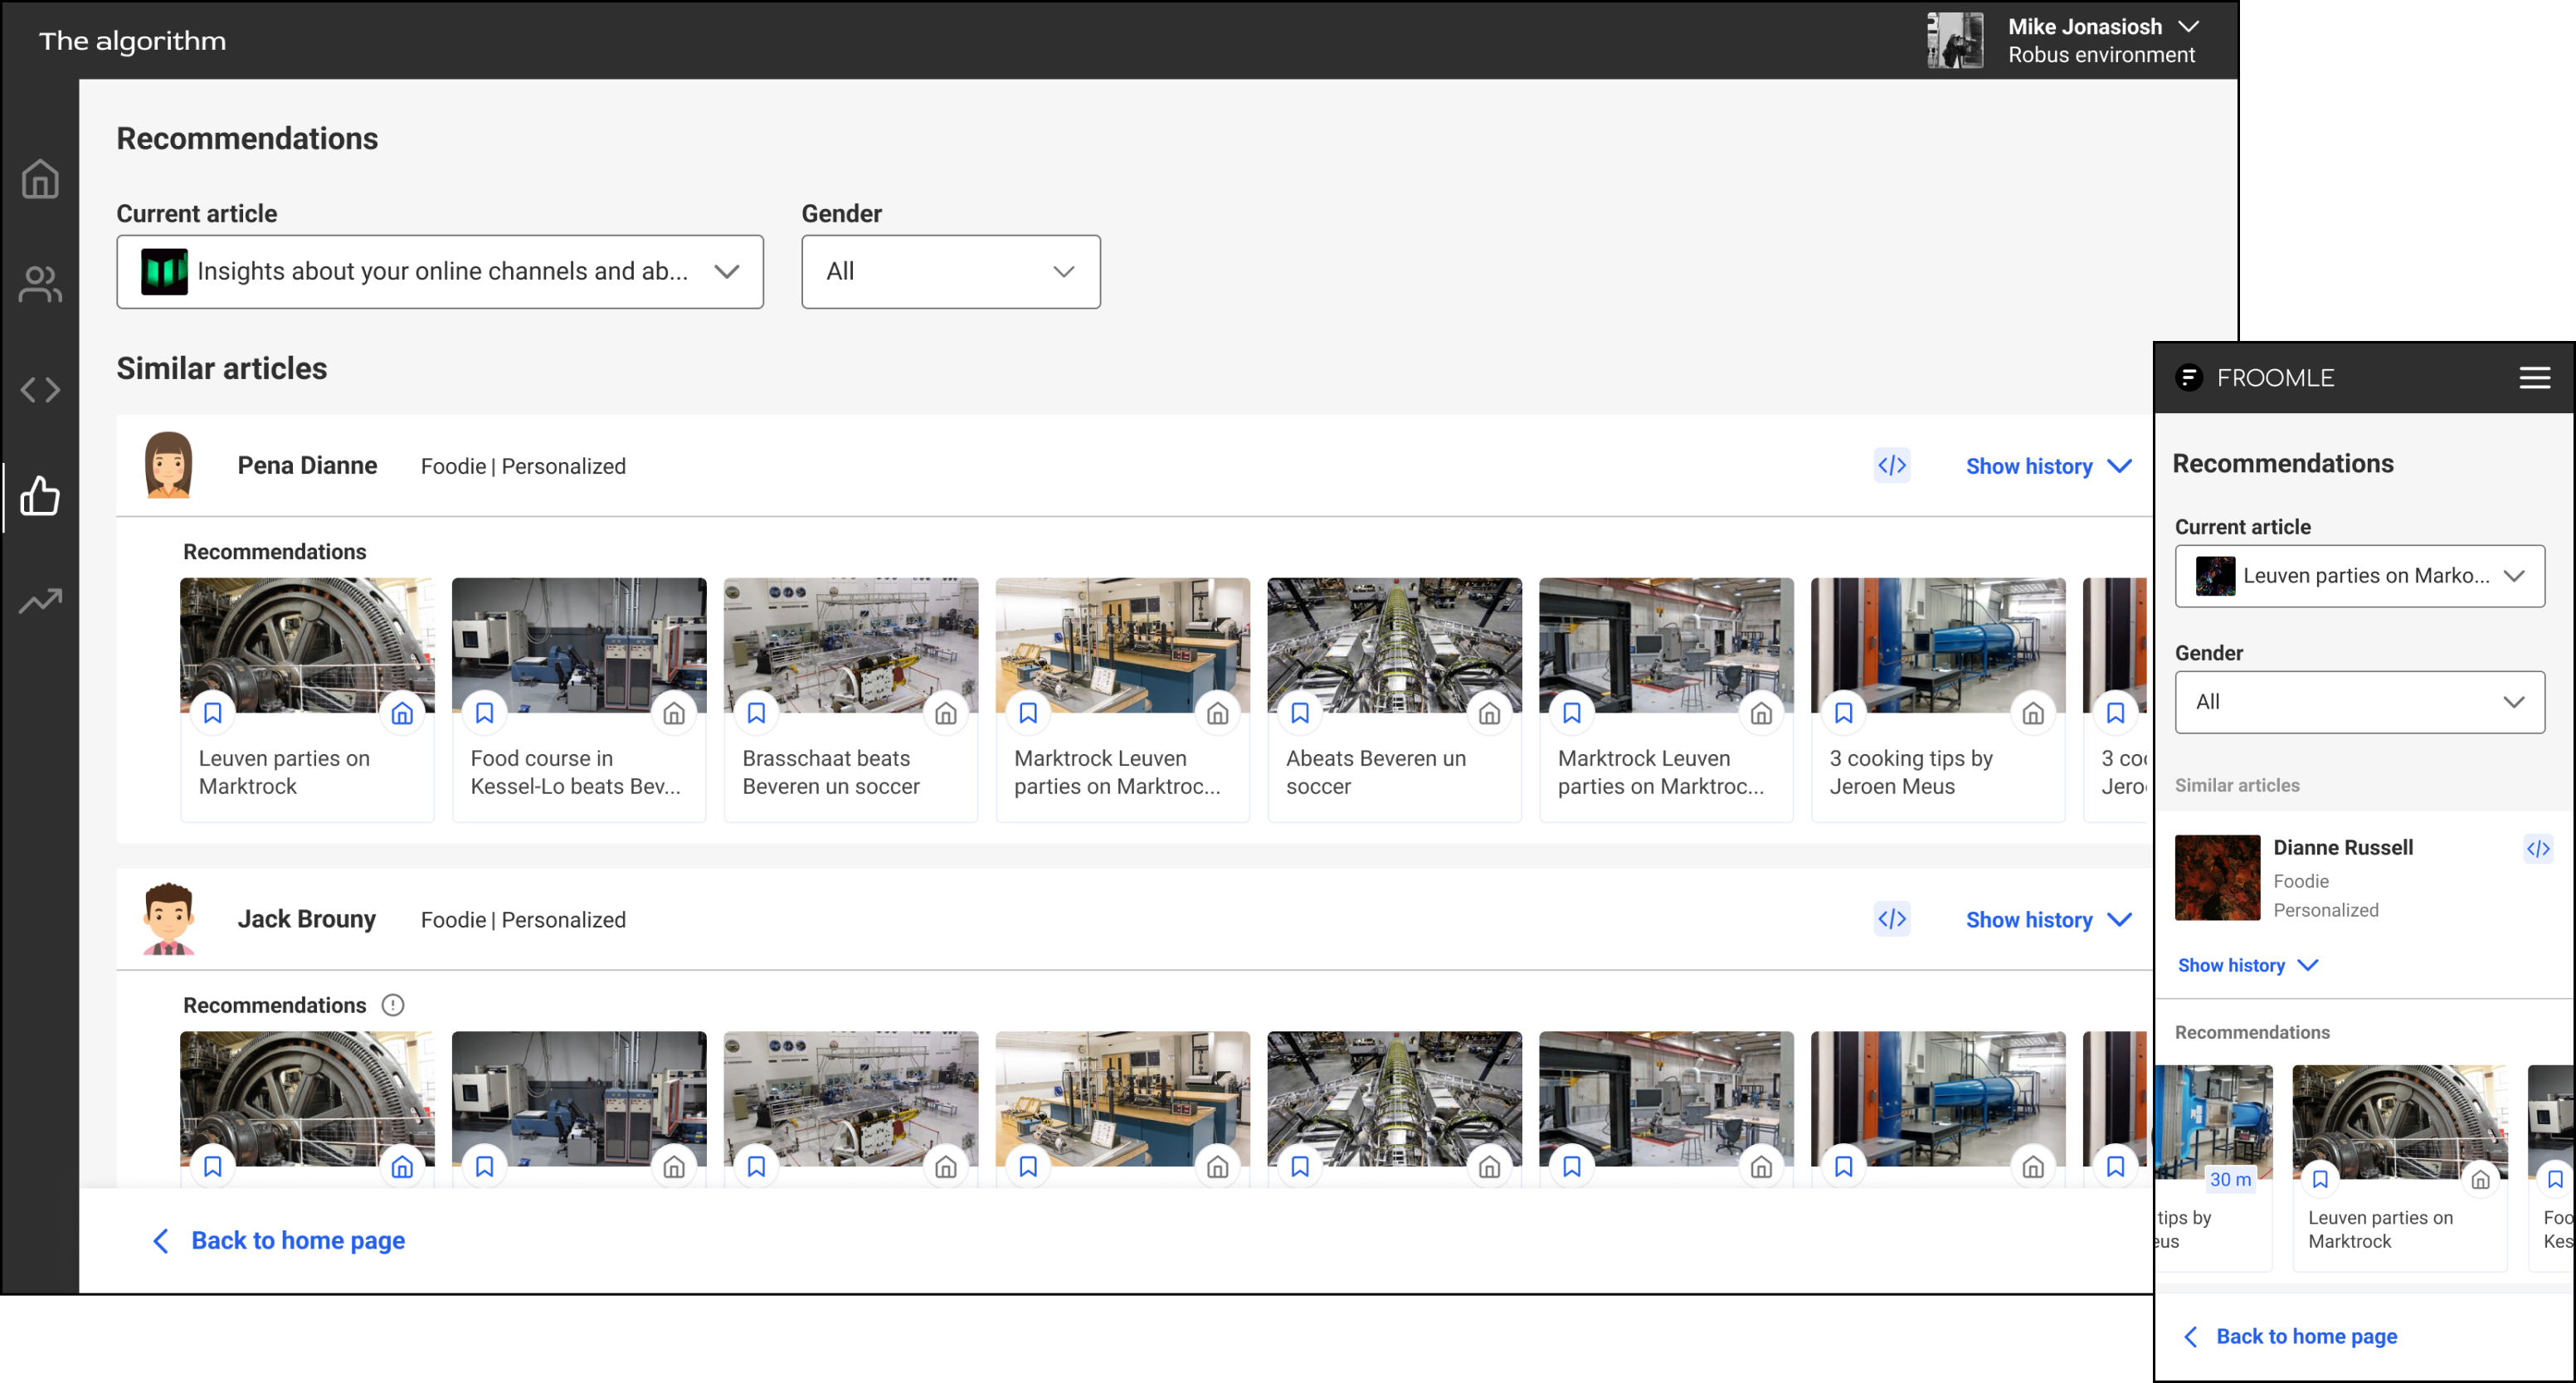 The algorithm
Mike Jonasiosh
Robus environment
Recommendations
Current article
Gender
Insights about your online channels and ab...
All
Similar articles
Pena Dianne
Foodie | Personalized
Show history
Recommendations
Leuven parties on
Marktrock
Food course in
Kessel-Lo beats Bev...
Brasschaat beats
Beveren un soccer
Marktrock Leuven
parties on Marktroc...
Abeats Beveren un
soccer
Marktrock Leuven
parties on Marktroc...
3 cooking tips by
Jeroen Meus
3 coo
Jero
Jack Brouny
Foodie | Personalized
Show history
Recommendations
Back to home page
FROOMLE
Recommendations
Current article
Leuven parties on Marko...
Gender
All
Similar articles
Dianne Russell
Foodie
Personalized
Show history
Recommendations
30 m
tips by
eus
Leuven parties on
Marktrock
Foo
Kes
Back to home page